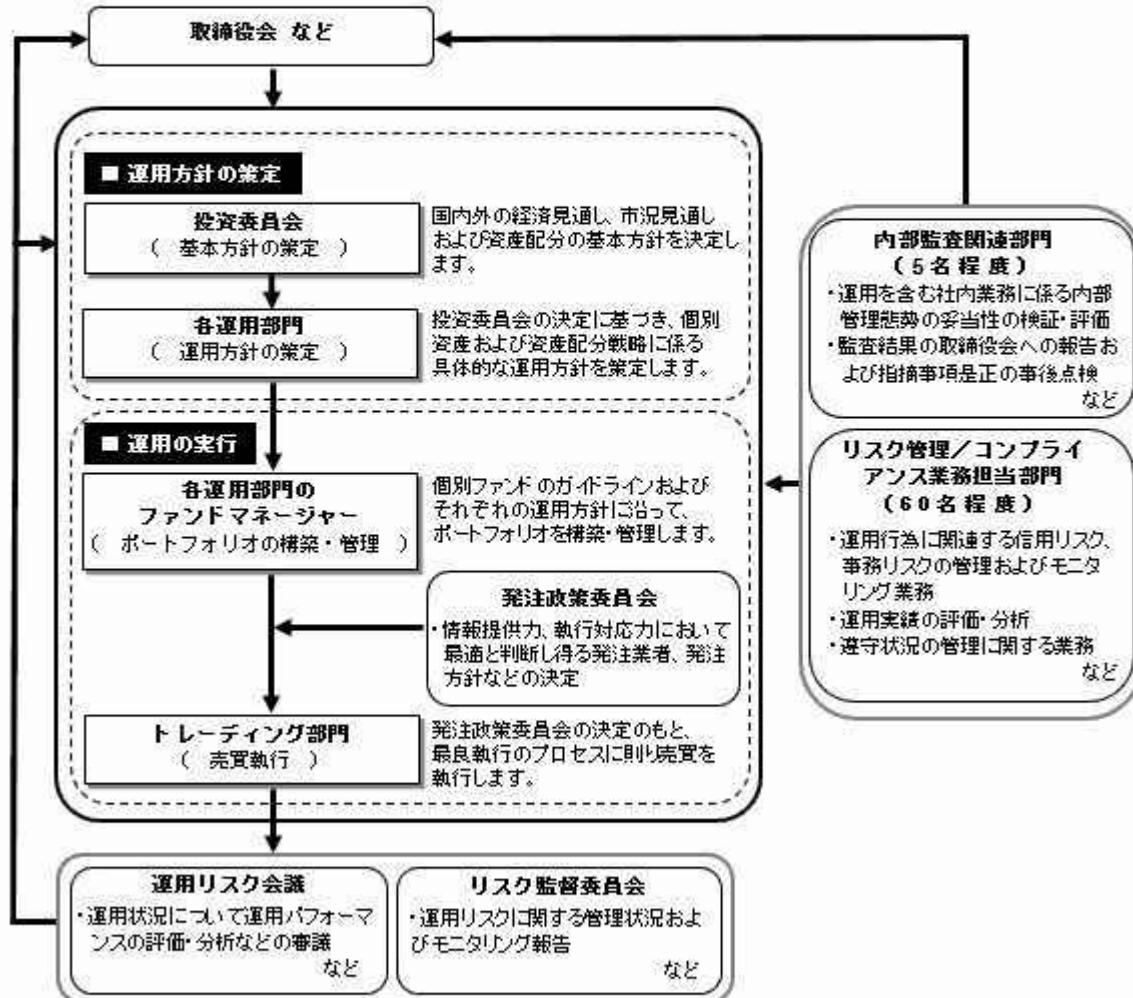 取締役会 など
■ 運用方針の策定
投資委員会
( 基本方針の策定 )
国内外の経済見通し、市況見通し
および資産配分の基本方針を決定し
ます。
各運用部門
( 運用方針の策定 )
投資委員会の決定に基づき、個別
資産および資産配分戦略に係る
具体的な運用方針を策定します。
■ 運用の実行
各運用部門の
ファンドマネージャー
( ポートフォリオの構築・管理 )
個別ファンドのガイドラインおよび
それぞれの運用方針に沿って、
ポートフォリオを構築・管理します。
発注政策委員会
・情報提供力、執行対応力において
最適と判断し得る発注業者、発注
方針などの決定
トレーディング部門
( 売買執行 )
発注政策委員会の決定のもと、
最良執行のプロセスに則り売買を
執行します。
内部監査関連部門
(5名程度)
・運用を含む社内業務に係る内部
管理態勢の妥当性の検証・評価
・監査結果の取締役会への報告お
よび指摘事項是正の事後点検
など
リスク管理/コンプライ
アンス業務担当部門
(60名程度)
・運用行為に関連する信用リスク、
事務リスクの管理およびモニタ
リング業務
・運用実績の評価・分析
・遵守状況の管理に関する業務
など
運用リスク会議
・運用状況について運用パフォーマ
ンスの評価・分析などの審議
など
リスク監督委員会
・運用リスクに関する管理状況およ
びモニタリング報告
など